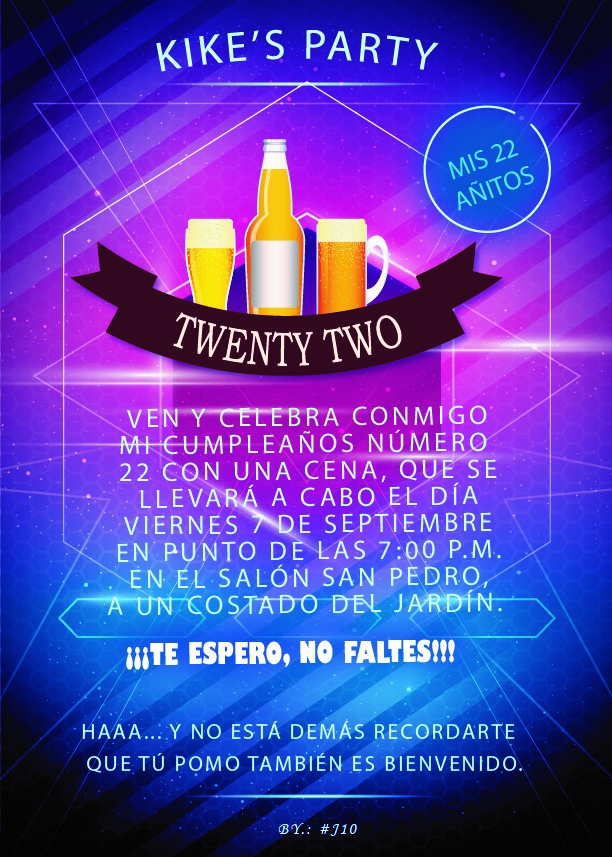 KIKE'S PARTY
MIS 22
AÑITOS
TWENTY TWO
VEN Y CELEBRA CONMIGO
MI CUMPLEAÑOS NÚMERO
22 CON UNA CENA, QUE SE
LLEVARÁ A CABO EL DÍA
VIERNES 7 DE SEPTIEMBRE
EN PUNTO DE LAS 7:00 P.M.
EN EL SALÓN SAN PEDRO,
A UN COSTADO DEL JARDÍN.
¡¡¡TE ESPERO, NO FALTES!!!
HAAA... Y NO ESTÁ DEMÁS RECORDARTE
QUE TÚ POMO TAMBIÉN ES BIENVENIDO.
BY.: #J10